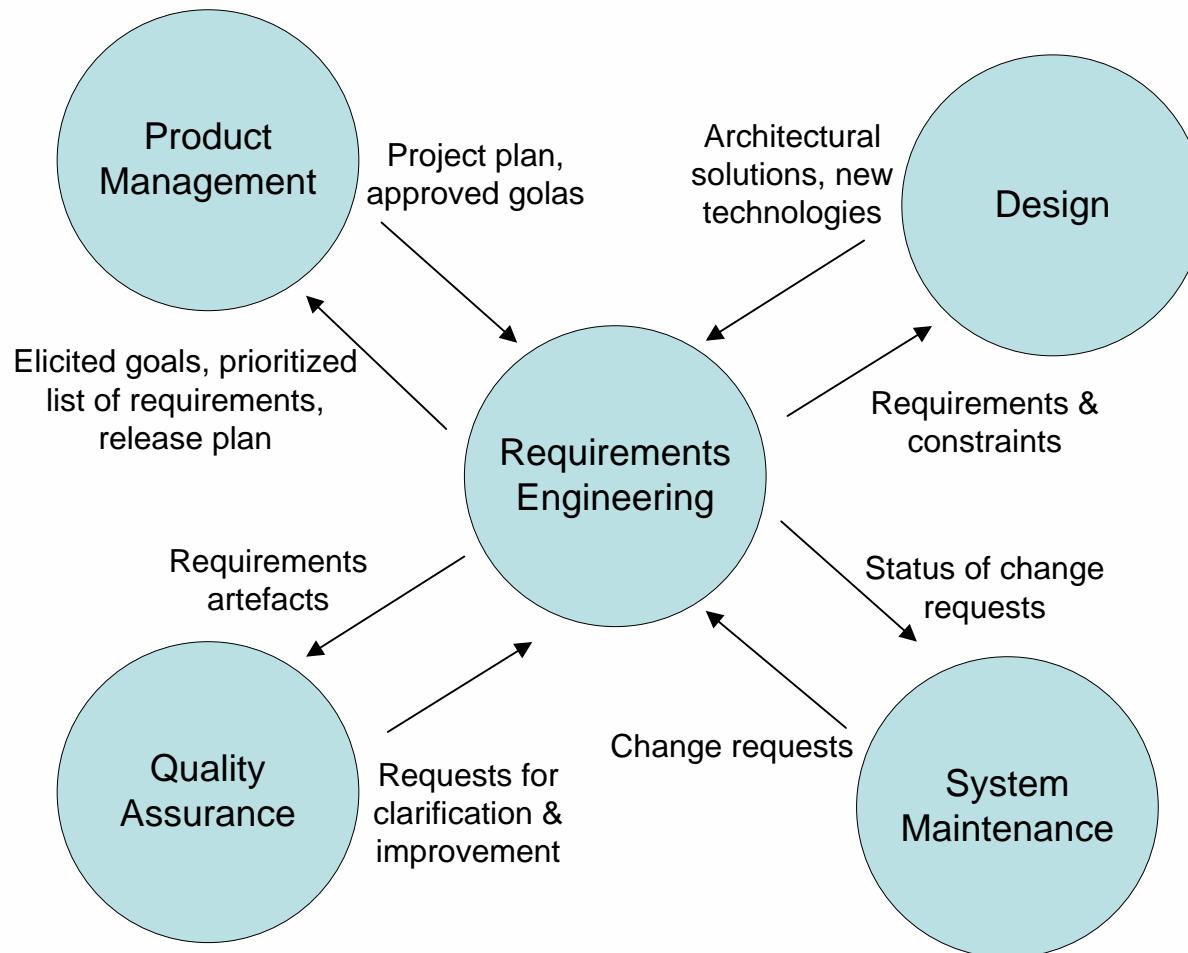 Product
Management
Project plan,
approved golas
Architectural
solutions, new
technologies
Design
Elicited goals, prioritized
list of requirements,
release plan
Requirements
Engineering
Requirements &
constraints
Requirements
artefacts
Status of change
requests
Quality
Assurance
Requests for
clarification &
improvement
Change requests
System
Maintenance